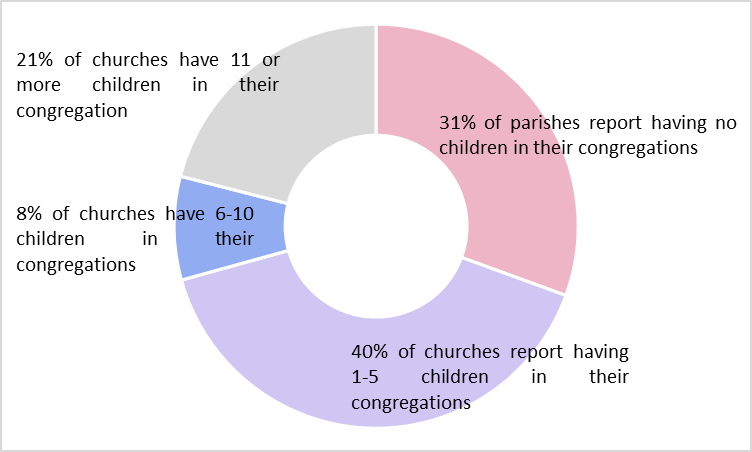 21% of churches have 11 or
more children in their
congregation
31% of parishes report having no
children in their congregations
8% of churches have 6-10
children in their
congregations
40% of churches report having
1-5 children in their
congregations